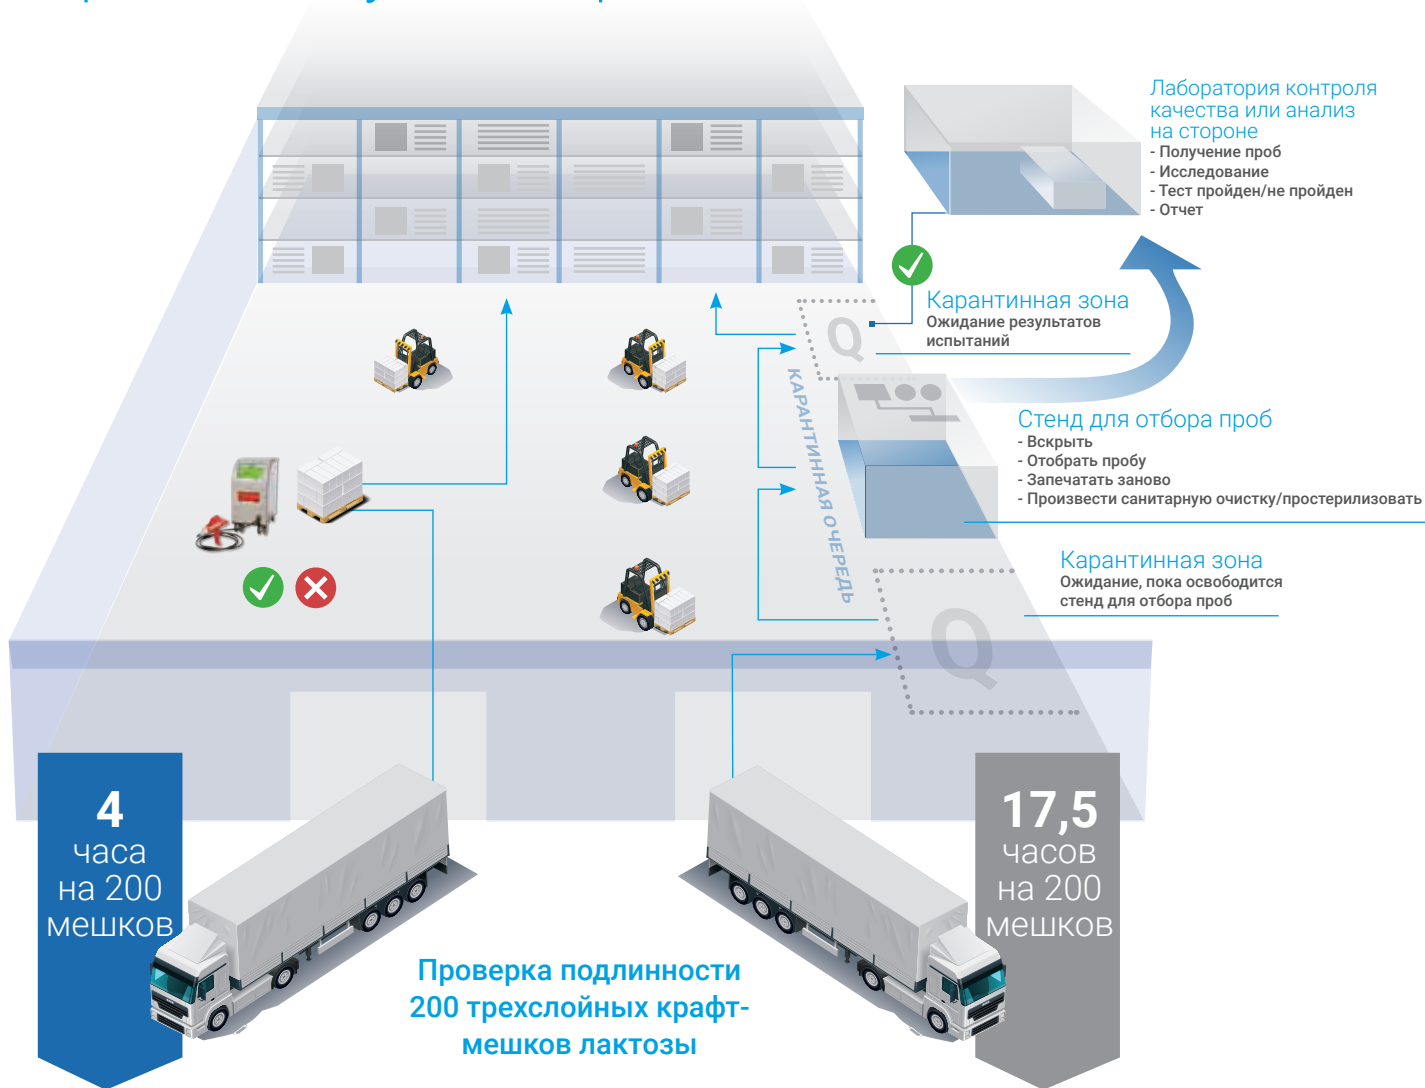 Лаборатория контроля
качества или анализ
на стороне
- Получение проб
- Исследование
- Тест пройден/не пройден
- Отчет
Карантинная зона
Ожидание результатов
испытаний
Q
КАРАНТИННАЯ ОЧЕРЕДЬ
Стенд для отбора проб
- Вскрыть
- Отобрать пробу
- Запечатать заново
- Произвести санитарную очистку/простерилизовать
Карантинная зона
Ожидание, пока освободится
стенд для отбора проб
Q
4
часа
на 200
мешков
17,5
часов
на 200
мешков
Проверка подлинности
200 трехслойных крафт-
мешков лактозы